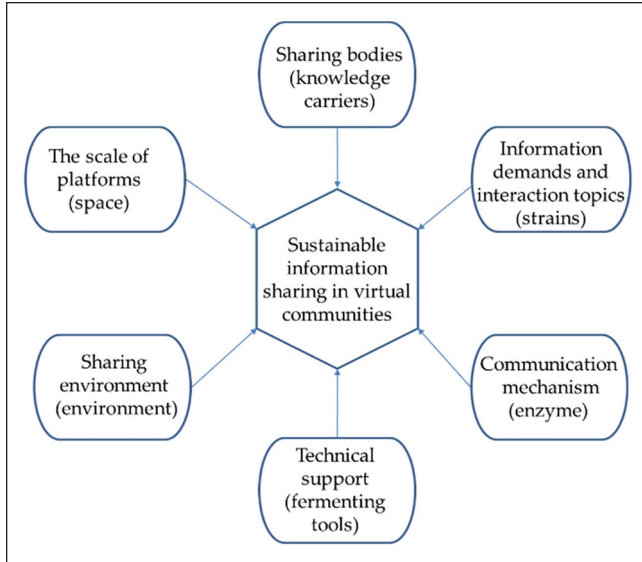 Sharing bodies
(knowledge
carriers)
The scale of
platforms
(space)
Information
demands and
interaction topics
(strains)
Sustainable
information
sharing in virtual
communities
Sharing
environment
(environment)
Communication
mechanism
(enzyme)
Technical
support
(fermenting
tools)